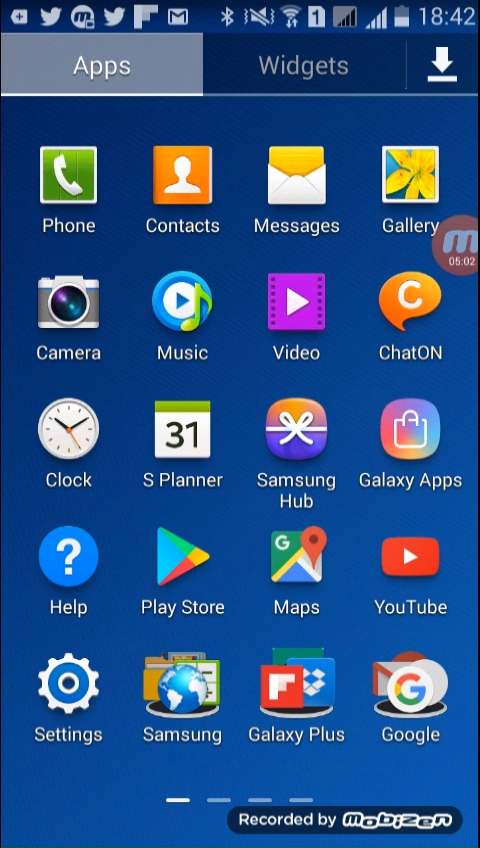 1
18:42
Apps
Widgets
Phone
Contacts
Messages
Gallery
m
05:02
Camera
Music
Video
C
ChatON
31
Clock
S Planner
Samsung
Hub
Galaxy Apps
?
G
Help
Play Store
Maps
YouTube
G
Settings
Samsung
Galaxy Plus
Google
Recorded by mobizen